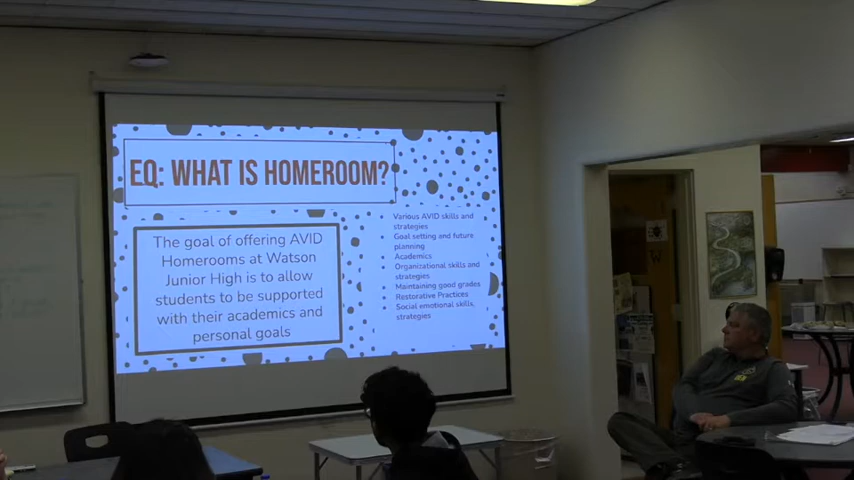 EQ: WHAT IS HOMEROOM?
The goal of offering AVID
Homerooms at Watson
Junior High is to allow
students to be supported
with their academics and
personal goals
Various AVID skills and
strategies
Goal setting and future
planning
Academics
Organizational skills and
strategies
Maintaining good grades
Restorative Practices
Social emotional skills,
strategies